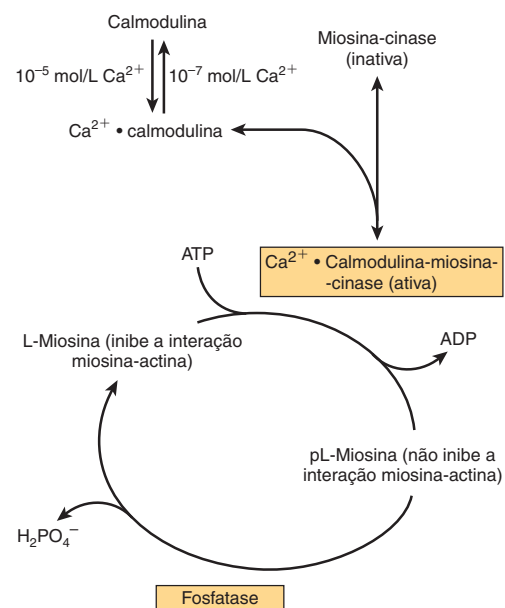 Calmodulina
10⁻⁵ mol/L Ca²⁺
10⁻⁷ mol/L Ca²⁺
Ca²⁺ • calmodulina
Miosina-cinase
(inativa)
Ca²⁺ • Calmodulina-miosina-
-cinase (ativa)
ATP
L-Miosina (inibe a interação
miosina-actina)
ADP
pL-Miosina (não inibe a
interação miosina-actina)
H₂PO₄⁻
Fosfatase